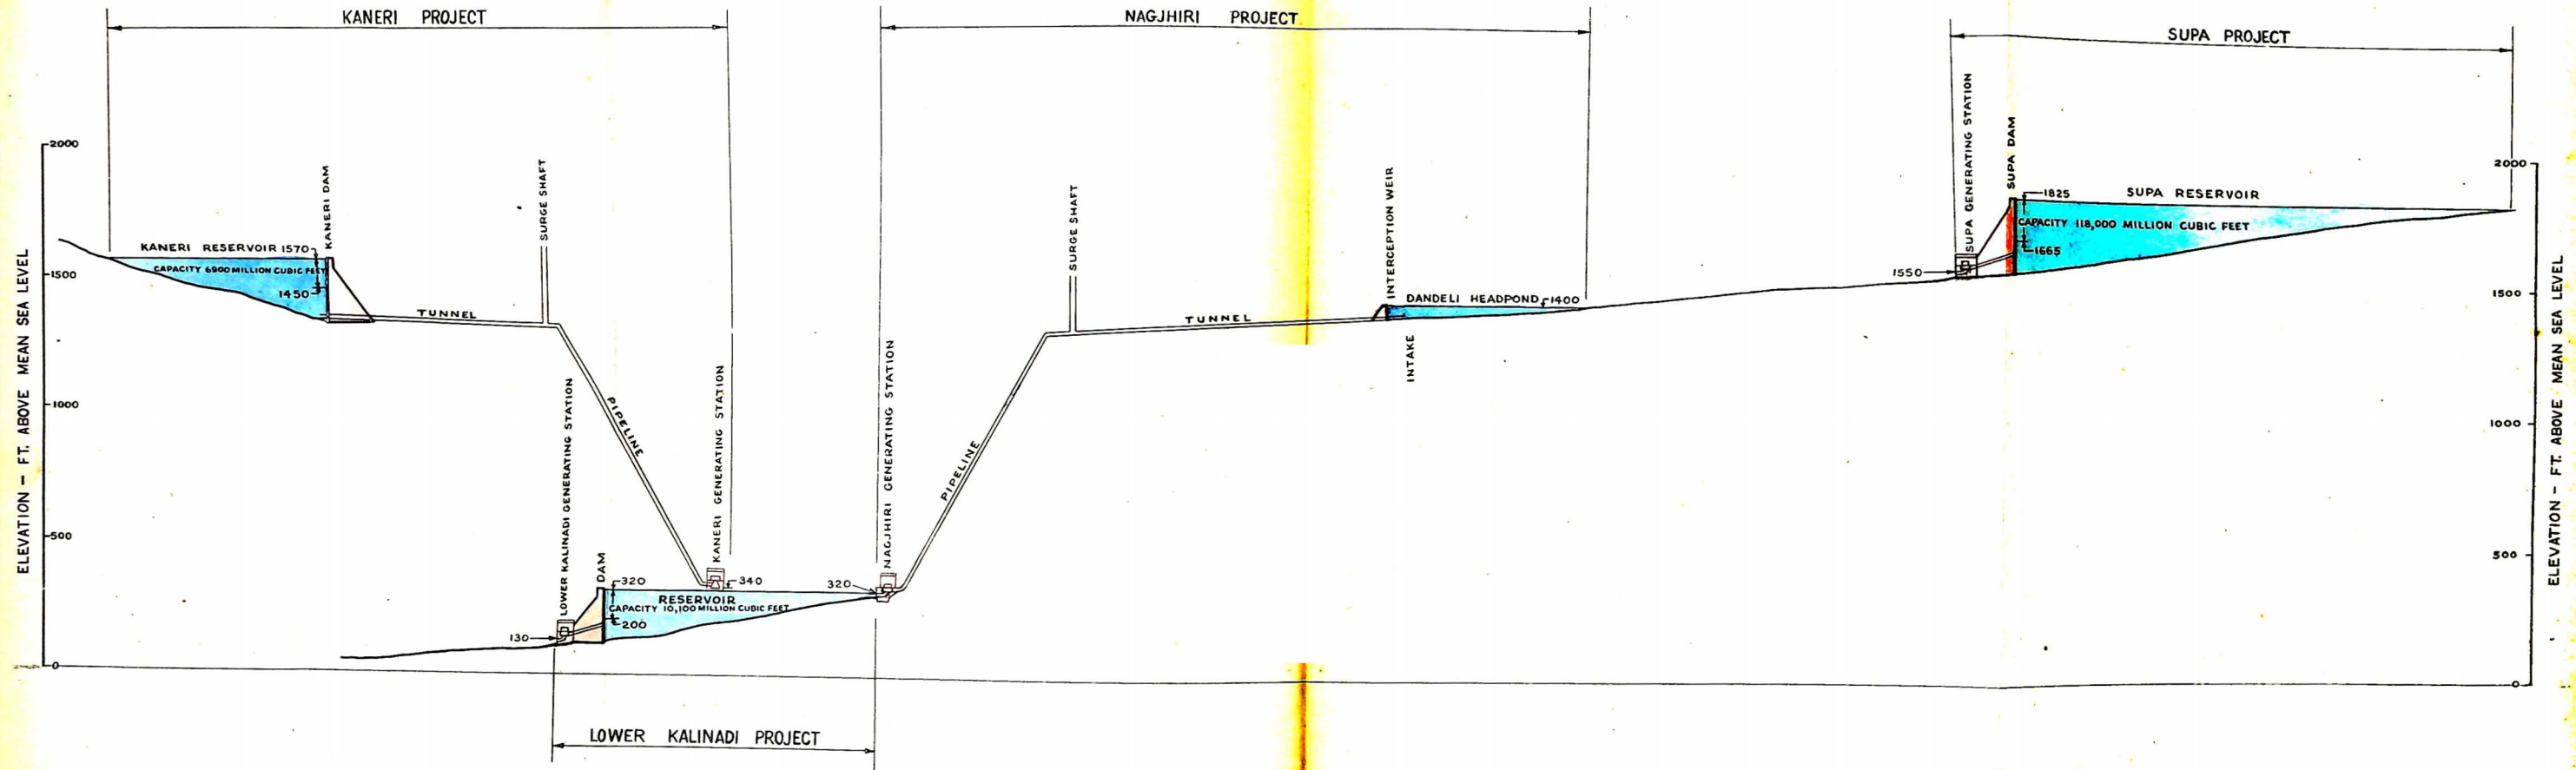 KANERI PROJECT
NAGJHIRI PROJECT
SUPA PROJECT
ELEVATION – FT. ABOVE MEAN SEA LEVEL
2000
1500
1000
500
0
KANERI RESERVOIR 1570
CAPACITY 6900 MILLION CUBIC FEET
1450
KANERI DAM
TUNNEL
SURGE SHAFT
PIPELINE
KANERI GENERATING STATION
340
LOWER KALINADI GENERATING STATION
130
DAM
320
RESERVOIR
CAPACITY 10,100 MILLION CUBIC FEET
200
320
NAGJHIRI GENERATING STATION
PIPELINE
SURGE SHAFT
TUNNEL
INTERCEPTION WEIR
DANDELI HEADPOND 1400
INTAKE
SUPA GENERATING STATION
1550
SUPA DAM
1825
SUPA RESERVOIR
CAPACITY 118,000 MILLION CUBIC FEET
1665
2000
1500
1000
500
0
ELEVATION – FT. ABOVE MEAN SEA LEVEL
LOWER KALINADI PROJECT